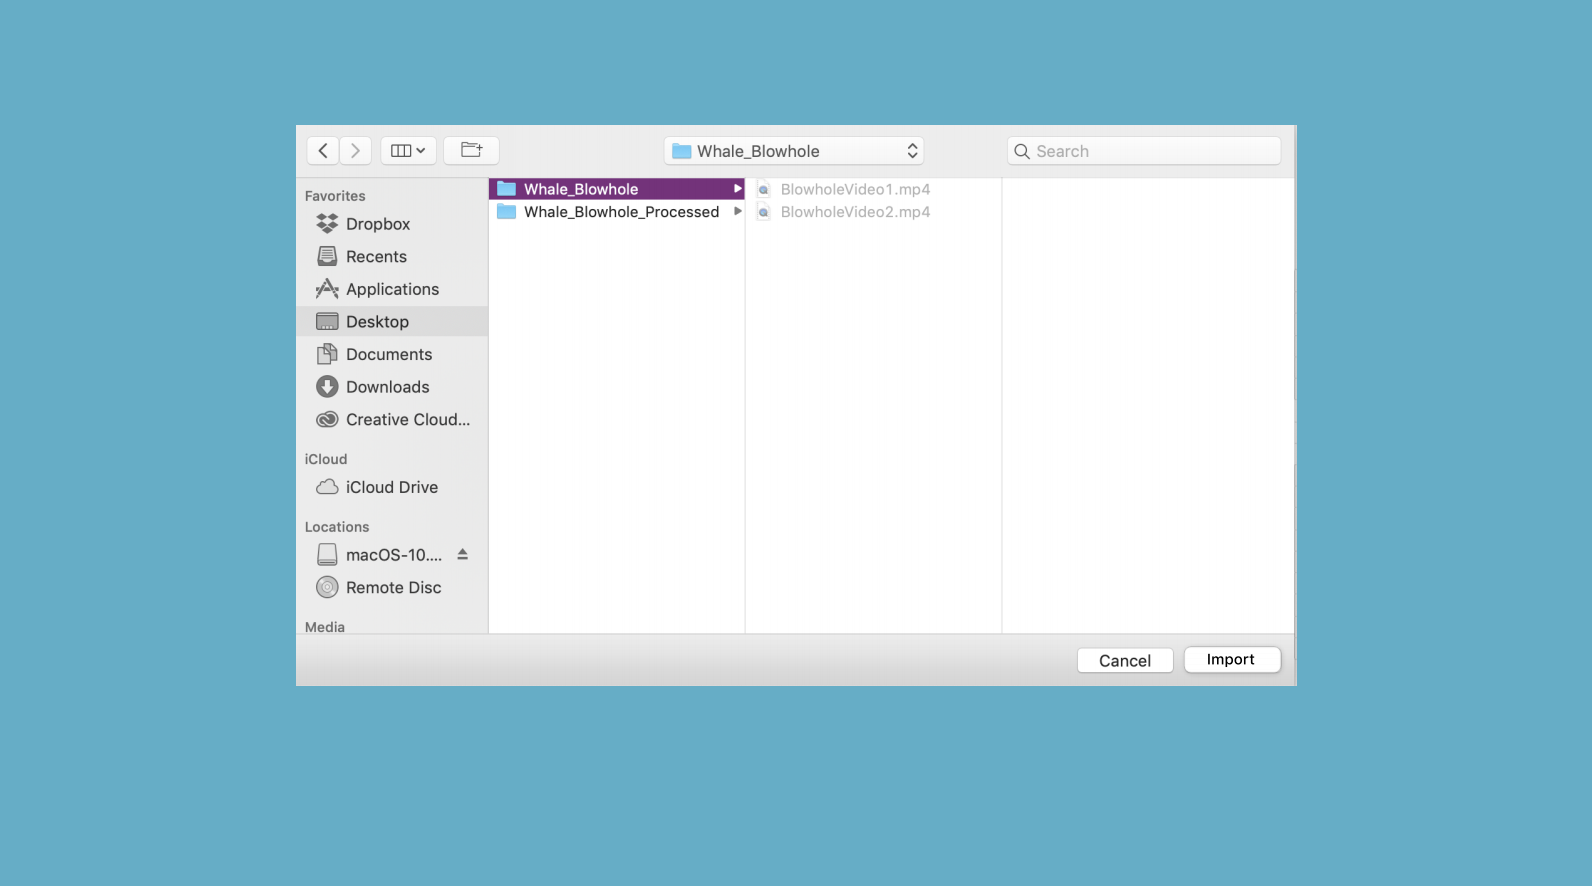 Whale_Blowhole
Search
Favorites
Dropbox
Recents
Applications
Desktop
Documents
Downloads
Creative Cloud...
iCloud
iCloud Drive
Locations
macOS-10....
Remote Disc
Media
Whale_Blowhole
Whale_Blowhole_Processed
BlowholeVideo1.mp4
BlowholeVideo2.mp4
Cancel
Import